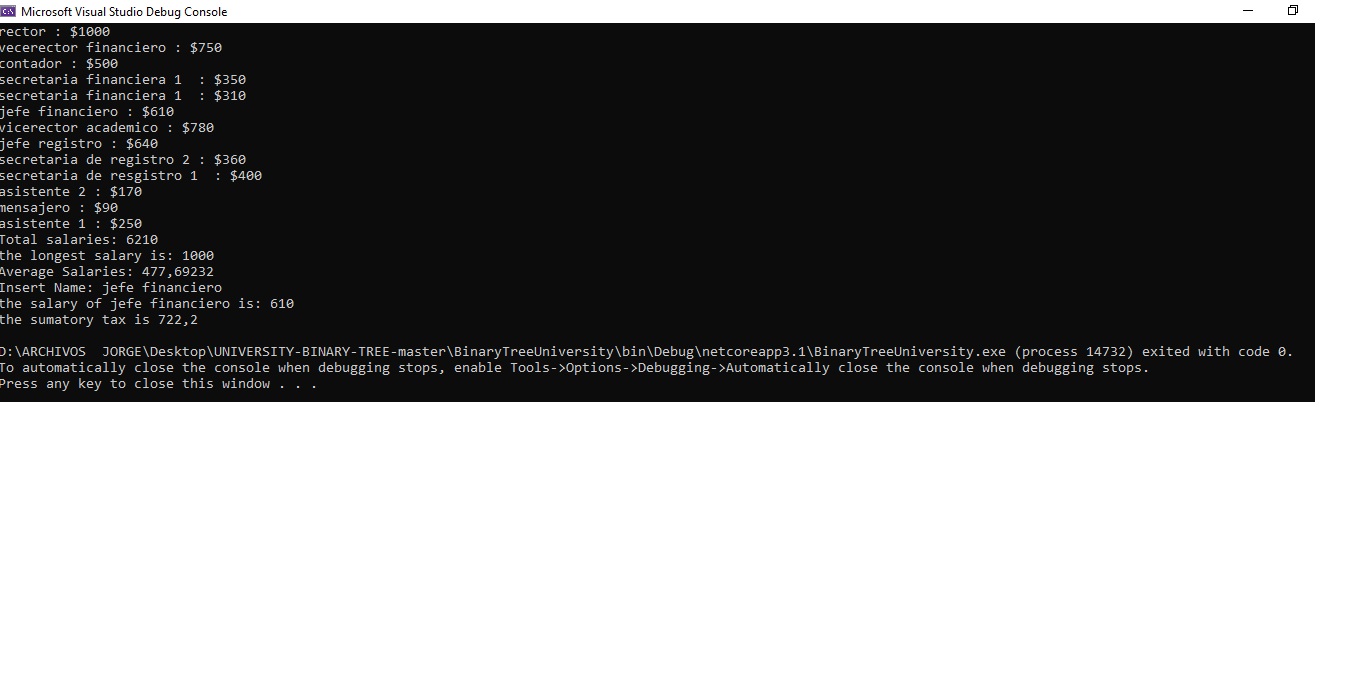 Microsoft Visual Studio Debug Console
rector : $1000
vecerector financiero : $750
contador : $500
secretaria financiera 1  : $350
secretaria financiera 1  : $310
jefe financiero : $610
vicerector academico : $780
jefe registro : $640
secretaria de registro 2 : $360
secretaria de resgistro 1  : $400
asistente 2 : $170
mensajero : $90
asistente 1 : $250
Total salaries: 6210
the longest salary is: 1000
Average Salaries: 477,69232
Insert Name: jefe financiero
the salary of jefe financiero is: 610
the sumatory tax is 722,2
D:\ARCHIVOS  JORGE\Desktop\UNIVERSITY-BINARY-TREE-master\BinaryTreeUniversity\bin\Debug\netcoreapp3.1\BinaryTreeUniversity.exe (process 14732) exited with code 0.
To automatically close the console when debugging stops, enable Tools->Options->Debugging->Automatically close the console when debugging stops.
Press any key to close this window . . .